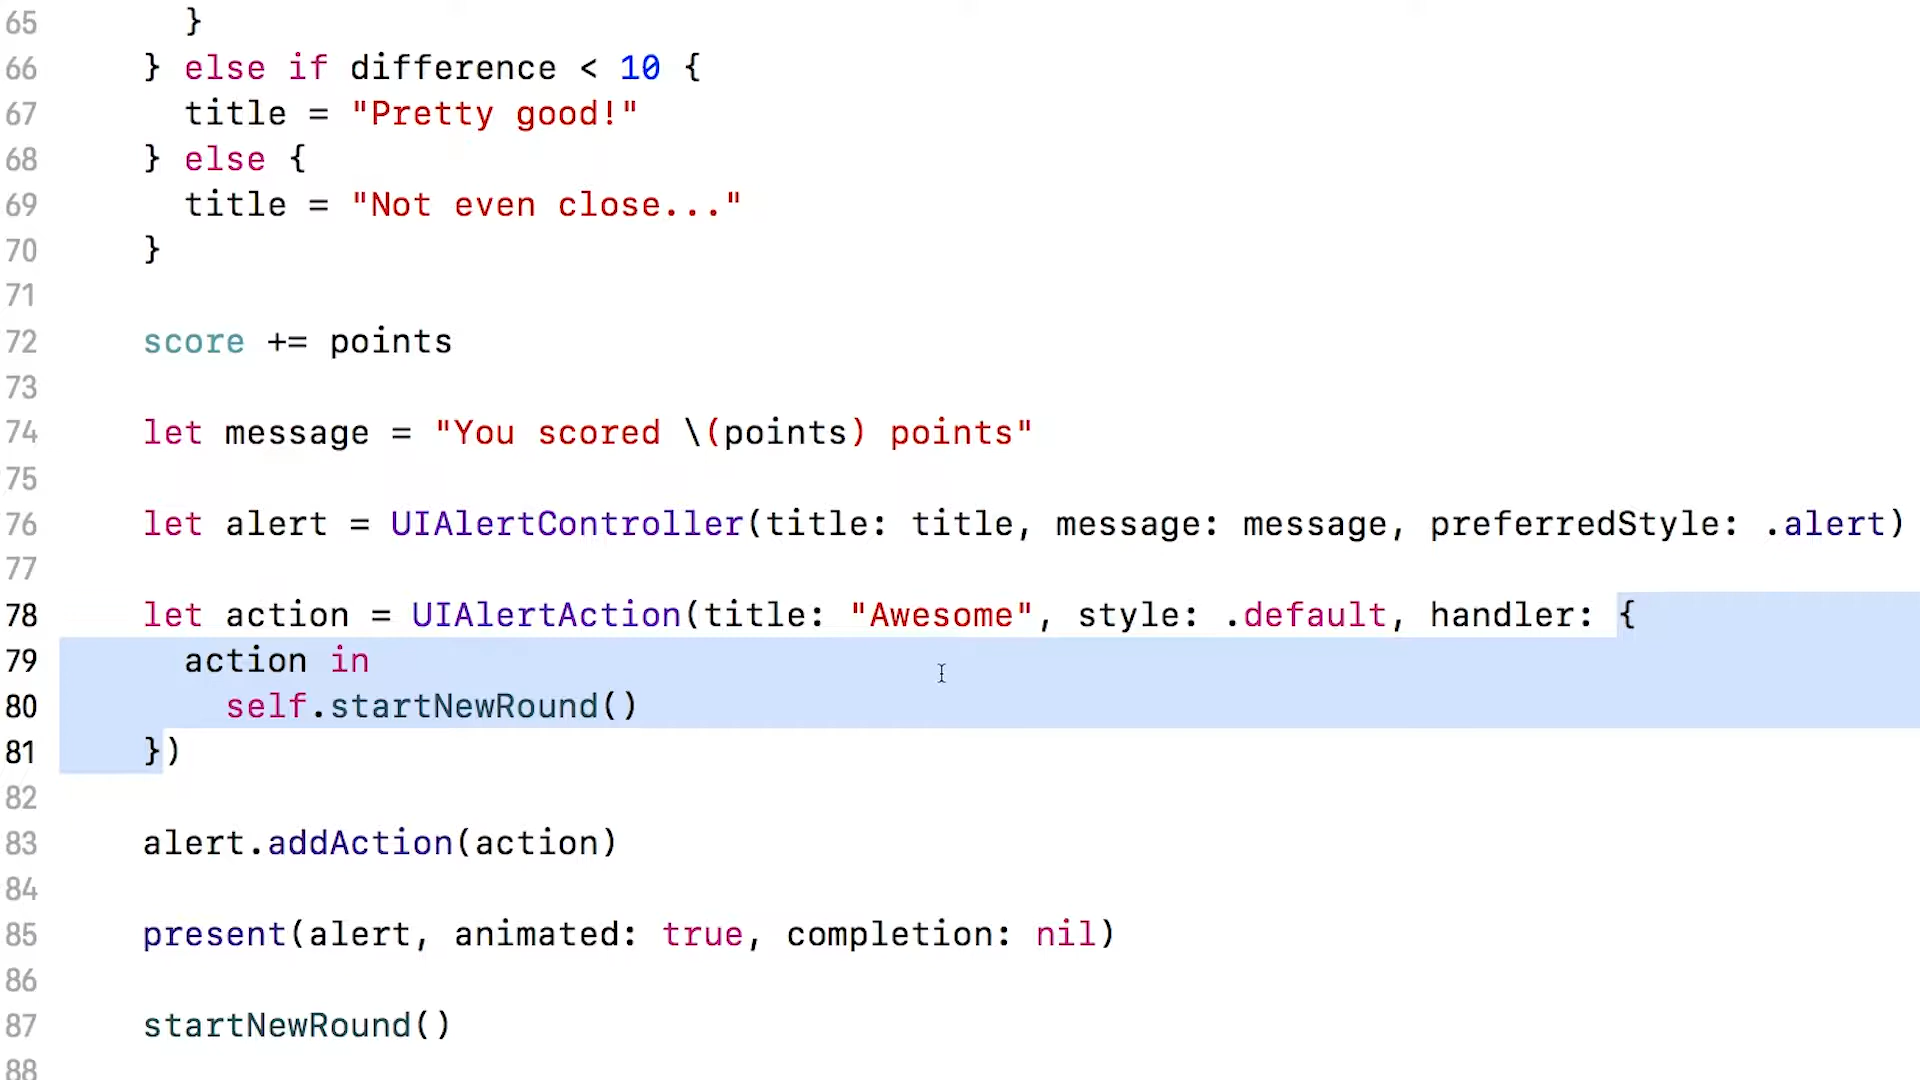 65 }
66 } else if difference < 10 {
67 title = "Pretty good!"
68 } else {
69 title = "Not even close..."
70 }
71
72 score += points
73
74 let message = "You scored \(points) points"
75
76 let alert = UIAlertController(title: title, message: message, preferredStyle: .alert)
77
78 let action = UIAlertAction(title: "Awesome", style: .default, handler: {
79 action in
80 self.startNewRound()
81 })
82
83 alert.addAction(action)
84
85 present(alert, animated: true, completion: nil)
86
87 startNewRound()
88